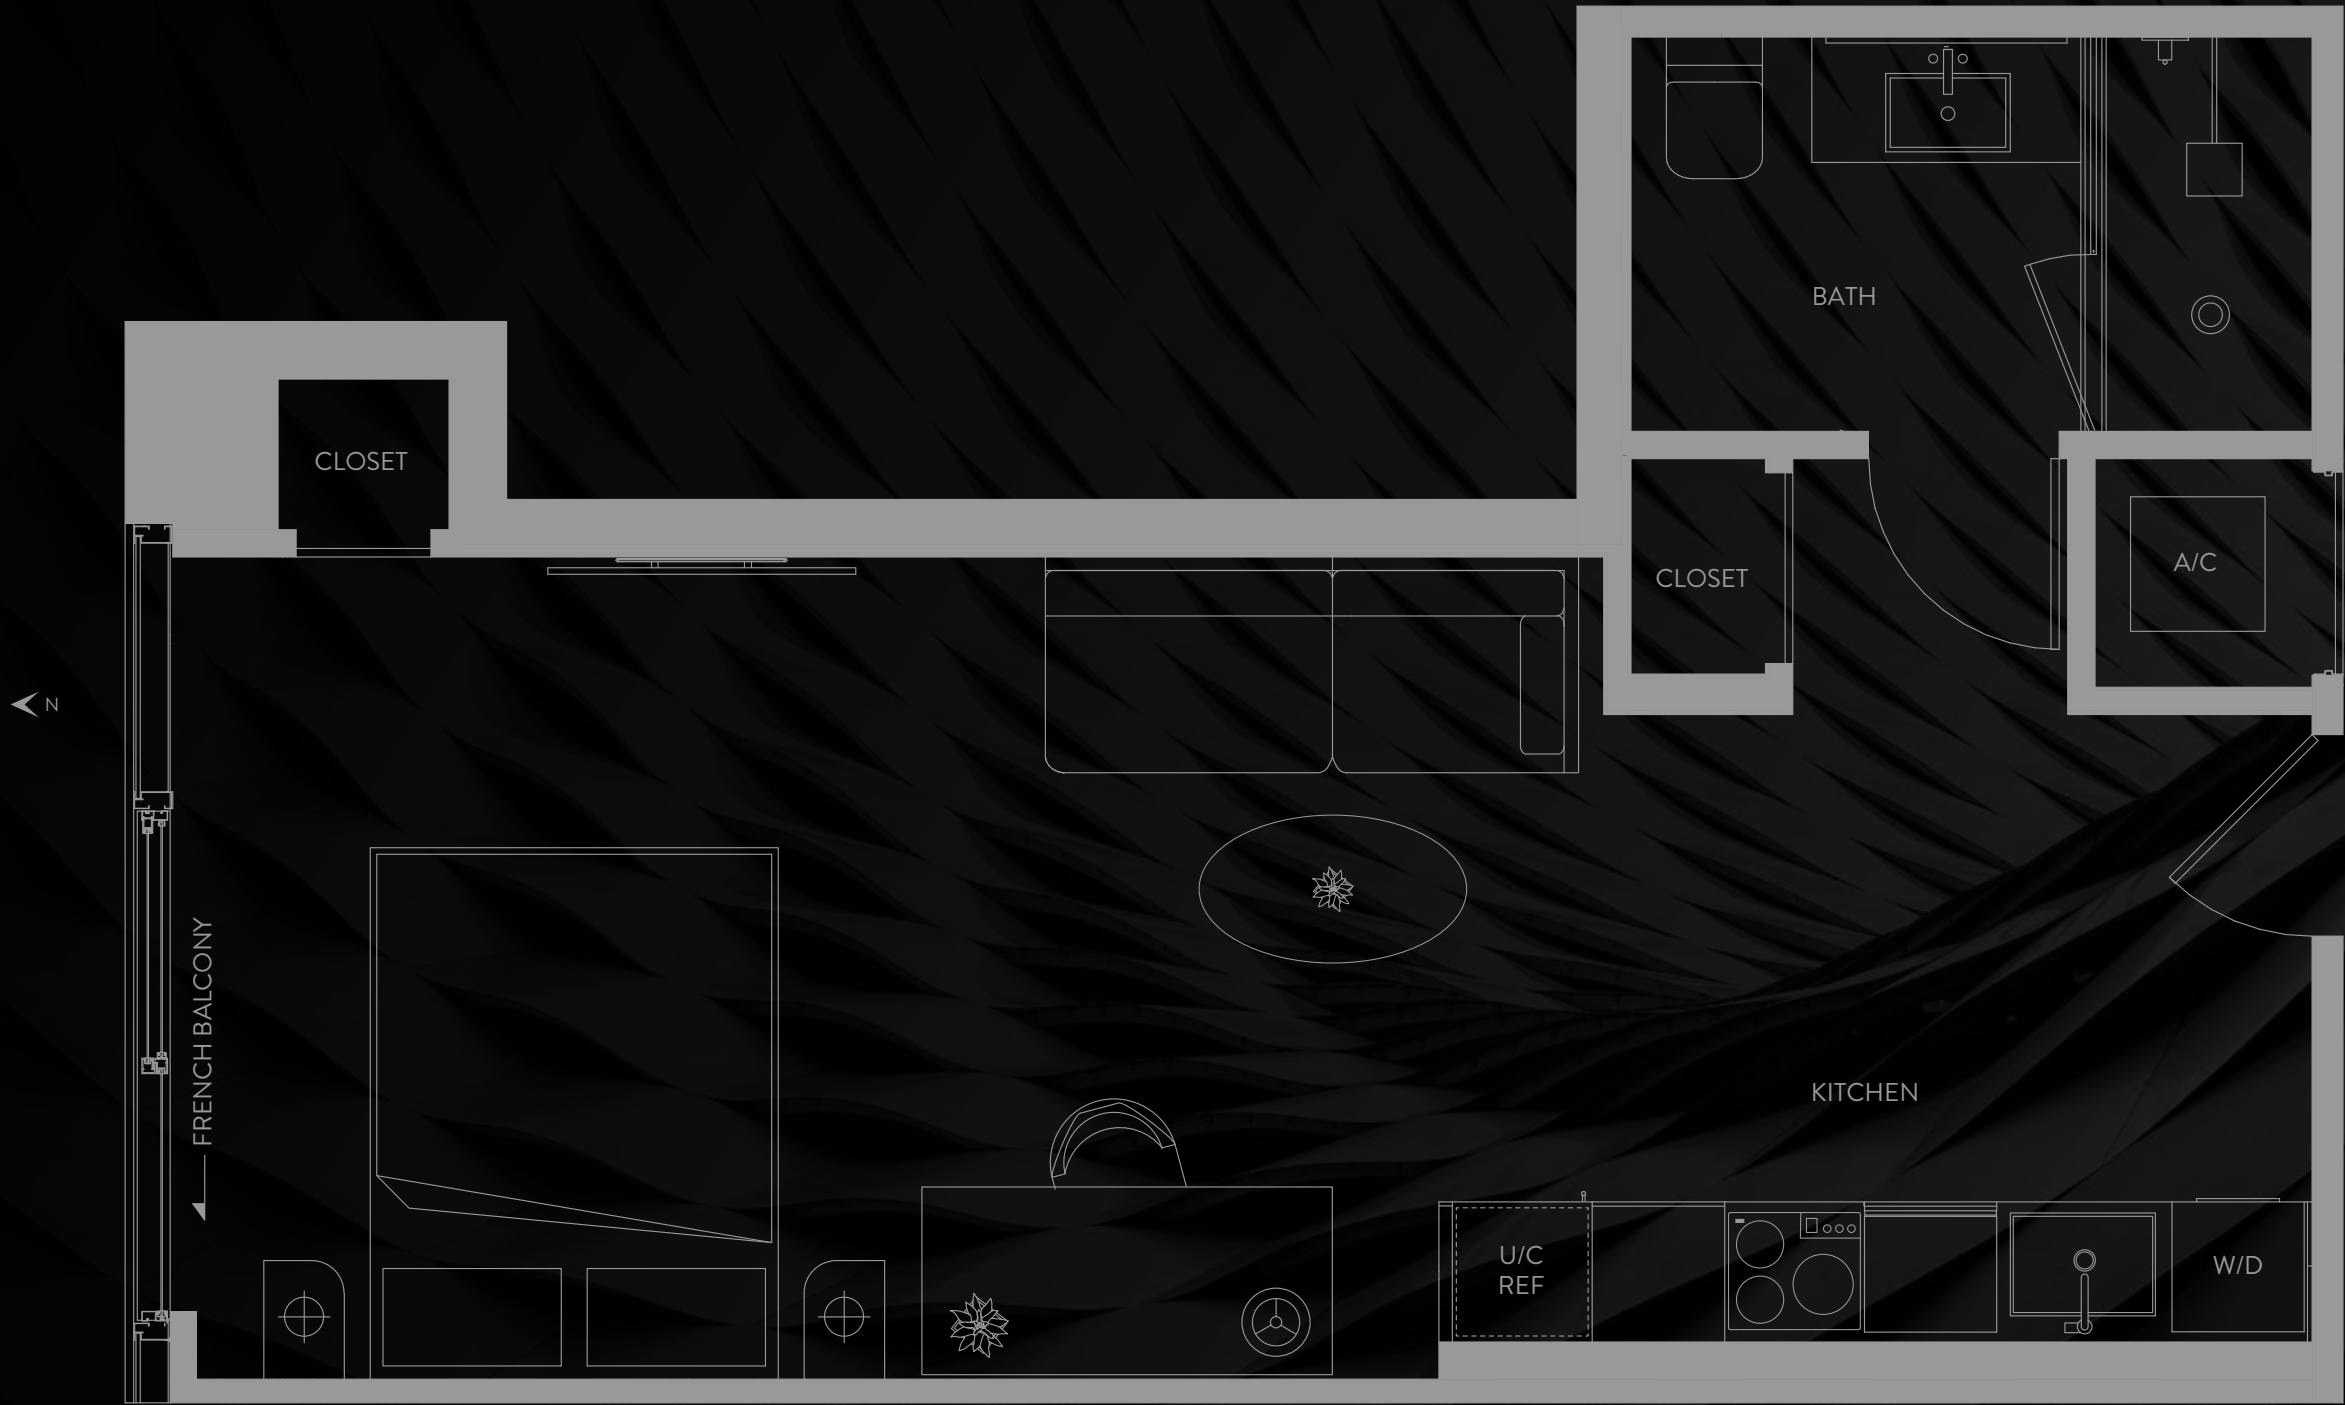 BATH
CLOSET
CLOSET
A/C
N
FRENCH BALCONY
KITCHEN
U/C
REF
W/D